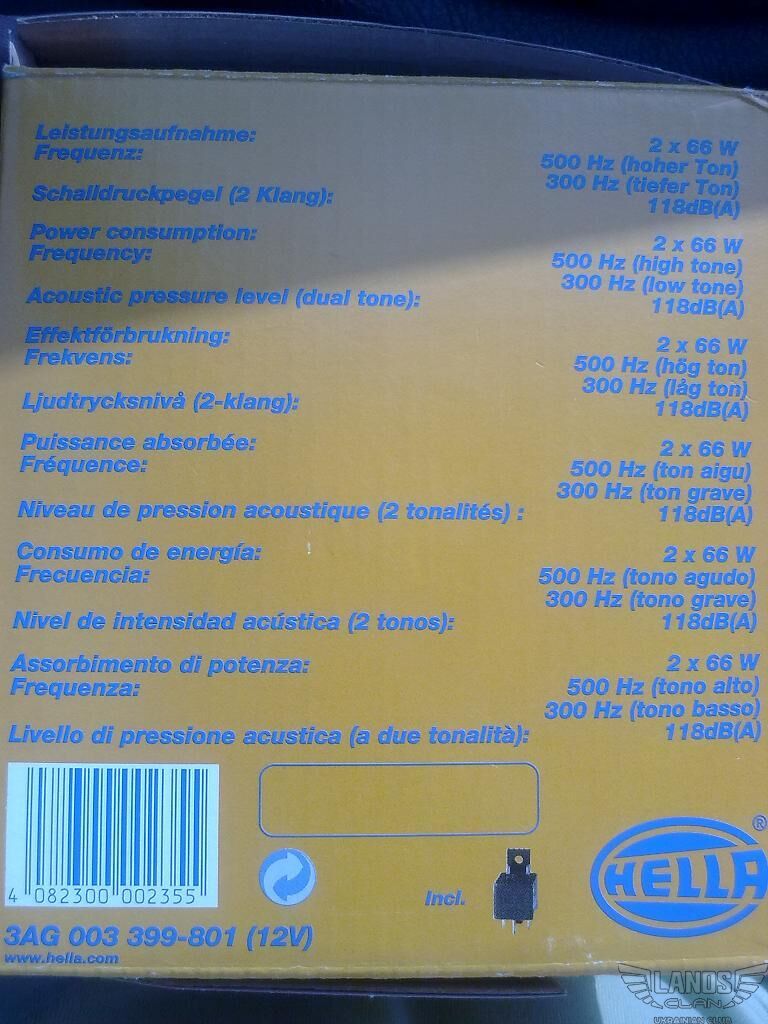 Leistungsaufnahme: 2 x 66 W
Frequenz: 500 Hz (hoher Ton)
300 Hz (tiefer Ton)
Schalldruckpegel (2 Klang): 118dB(A)
Power consumption: 2 x 66 W
Frequency: 500 Hz (high tone)
300 Hz (low tone)
Acoustic pressure level (dual tone): 118dB(A)
Effektförbrukning: 2 x 66 W
Frekvens: 500 Hz (hög ton)
300 Hz (låg ton)
Ljudtrycksnivå (2-klang): 118dB(A)
Puissance absorbée: 2 x 66 W
Fréquence: 500 Hz (ton aigu)
300 Hz (ton grave)
Niveau de pression acoustique (2 tonalités) : 118dB(A)
Consumo de energía: 2 x 66 W
Frecuencia: 500 Hz (tono agudo)
300 Hz (tono grave)
Nivel de intensidad acústica (2 tonos): 118dB(A)
Assorbimento di potenza: 2 x 66 W
Frequenza: 500 Hz (tono alto)
300 Hz (tono basso)
Livello di pressione acustica (a due tonalità): 118dB(A)
4 082300 002355
Incl.
HELLA ®
3AG 003 399-801 (12V)
www.hella.com
LANOS
CLAN
UKRAINIAN CLUB